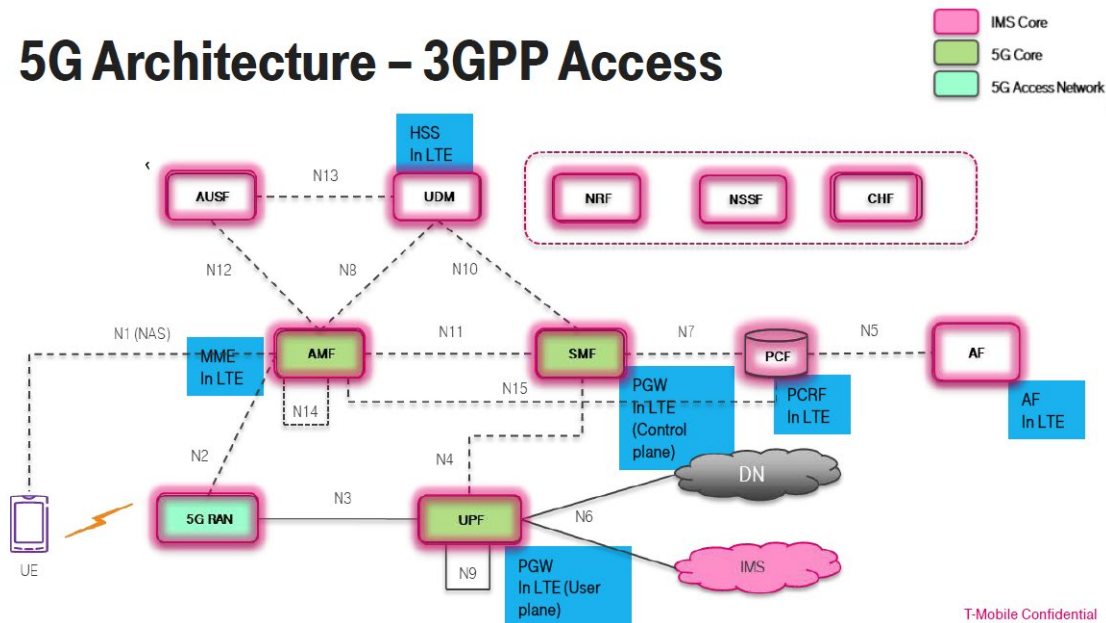 5G Architecture – 3GPP Access
IMS Core
5G Core
5G Access Network
HSS
In LTE
AUSF
N13
UDM
NRF
NSSF
CHF
N12
N8
N10
N1 (NAS)
MME
In LTE
AMF
N11
SMF
N7
PCF
N5
AF
N14
N15
PGW
In LTE
(Control
plane)
PCRF
In LTE
AF
In LTE
N2
N4
DN
5G RAN
N3
UPF
N6
UE
N9
PGW
In LTE (User
plane)
IMS
T-Mobile Confidential